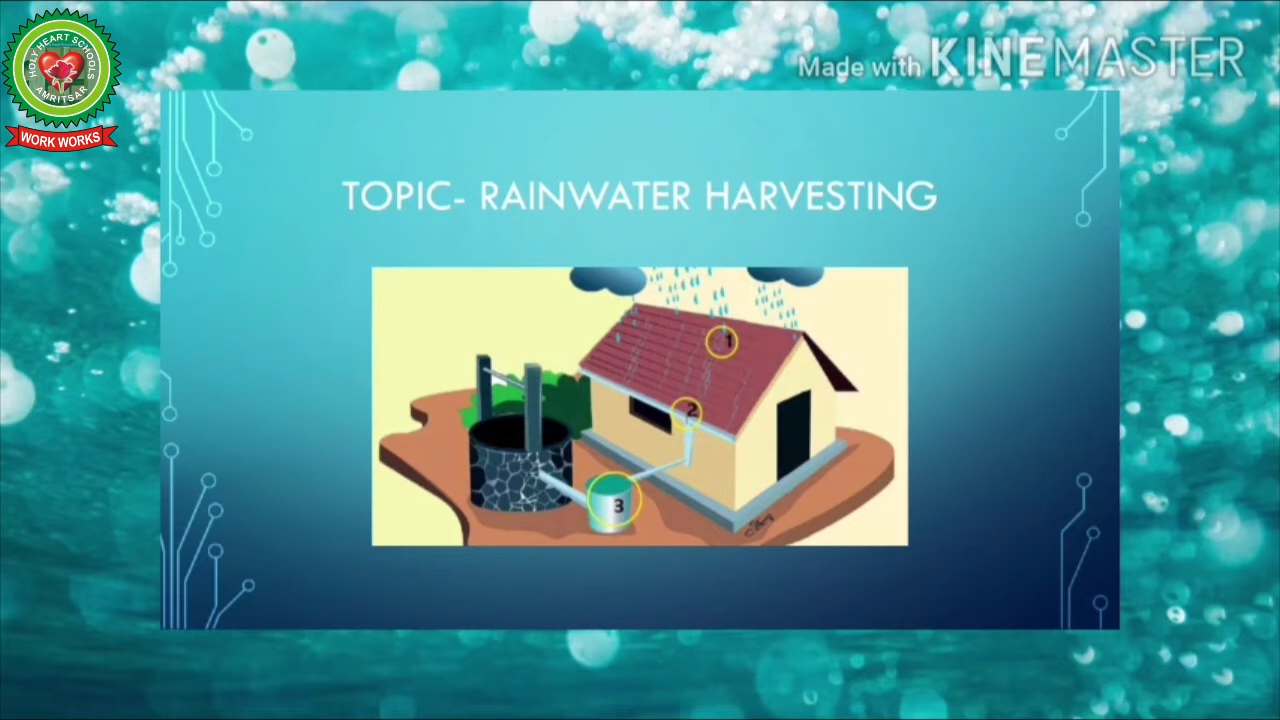 HOLY HEART SCHOOLS
AMRITSAR
WORK WORKS
Made with KINEMASTER
TOPIC- RAINWATER HARVESTING
1
2
3